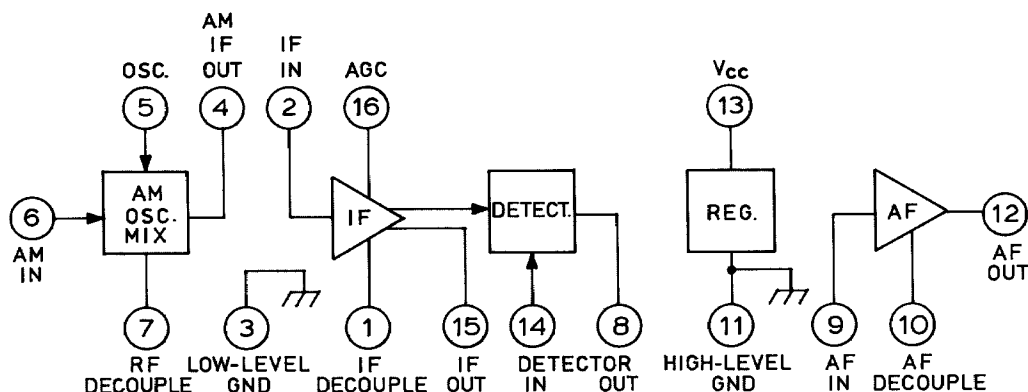 AM
IF
OUT
OSC.
IF
IN
AGC
Vcc
5
4
2
16
13
AM
OSC.
MIX
IF
DETECT.
REG.
AF
6
AM
IN
12
AF
OUT
7
3
1
15
14
8
11
9
10
RF
DECOUPLE
LOW-LEVEL
GND
IF
DECOUPLE
IF
OUT
DETECTOR
IN OUT
HIGH-LEVEL
GND
AF
IN
AF
DECOUPLE